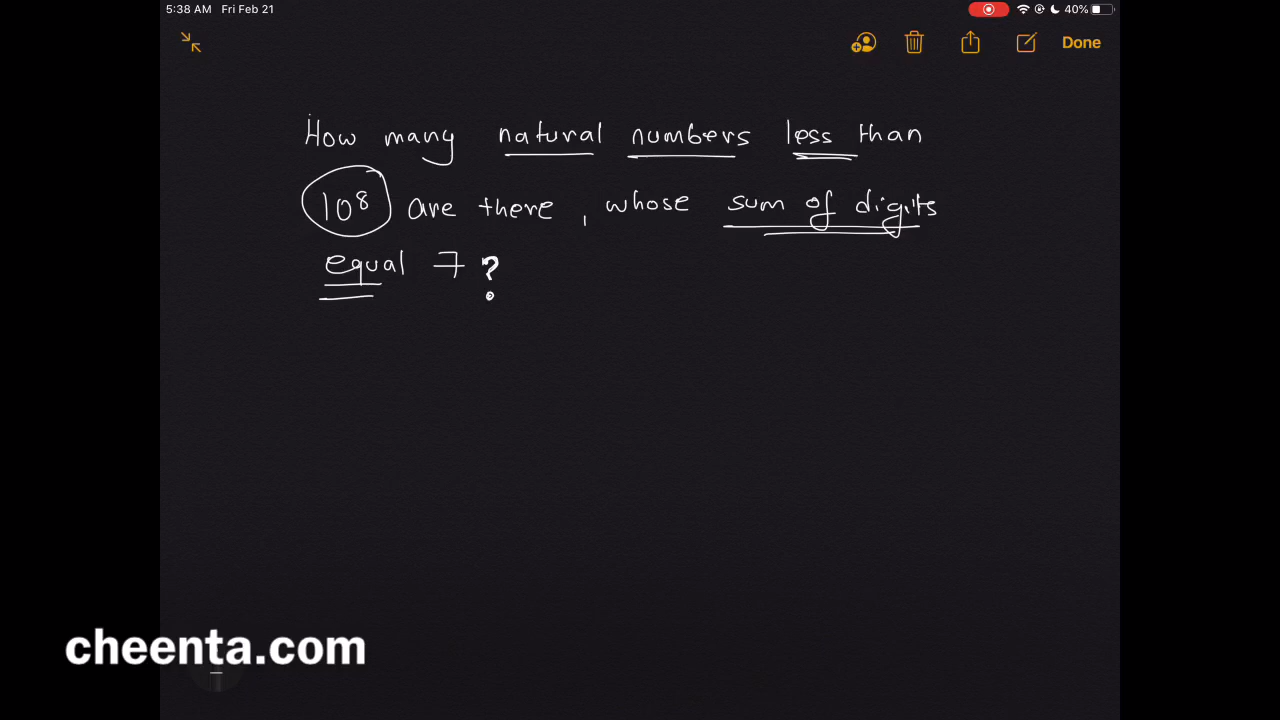 5:38 AM Fri Feb 21 40%
Done
How many natural numbers less than
10⁸ are there, whose sum of digits
equal 7 ?
cheenta.com